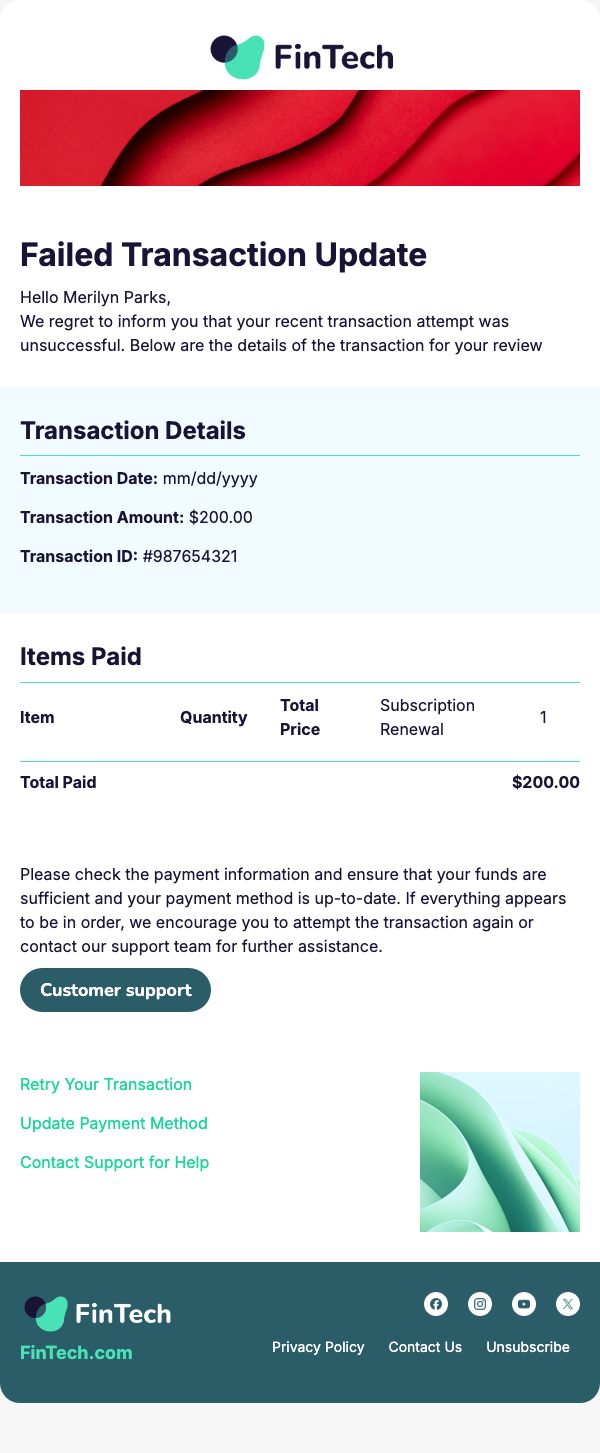 FinTech
Failed Transaction Update
Hello Merilyn Parks,
We regret to inform you that your recent transaction attempt was
unsuccessful. Below are the details of the transaction for your review
Transaction Details
Transaction Date: mm/dd/yyyy
Transaction Amount: $200.00
Transaction ID: #987654321
Items Paid
Item Quantity Total Price Subscription Renewal 1
Total Paid $200.00
Please check the payment information and ensure that your funds are
sufficient and your payment method is up-to-date. If everything appears
to be in order, we encourage you to attempt the transaction again or
contact our support team for further assistance.
Customer support
Retry Your Transaction
Update Payment Method
Contact Support for Help
FinTech
FinTech.com
Privacy Policy Contact Us Unsubscribe